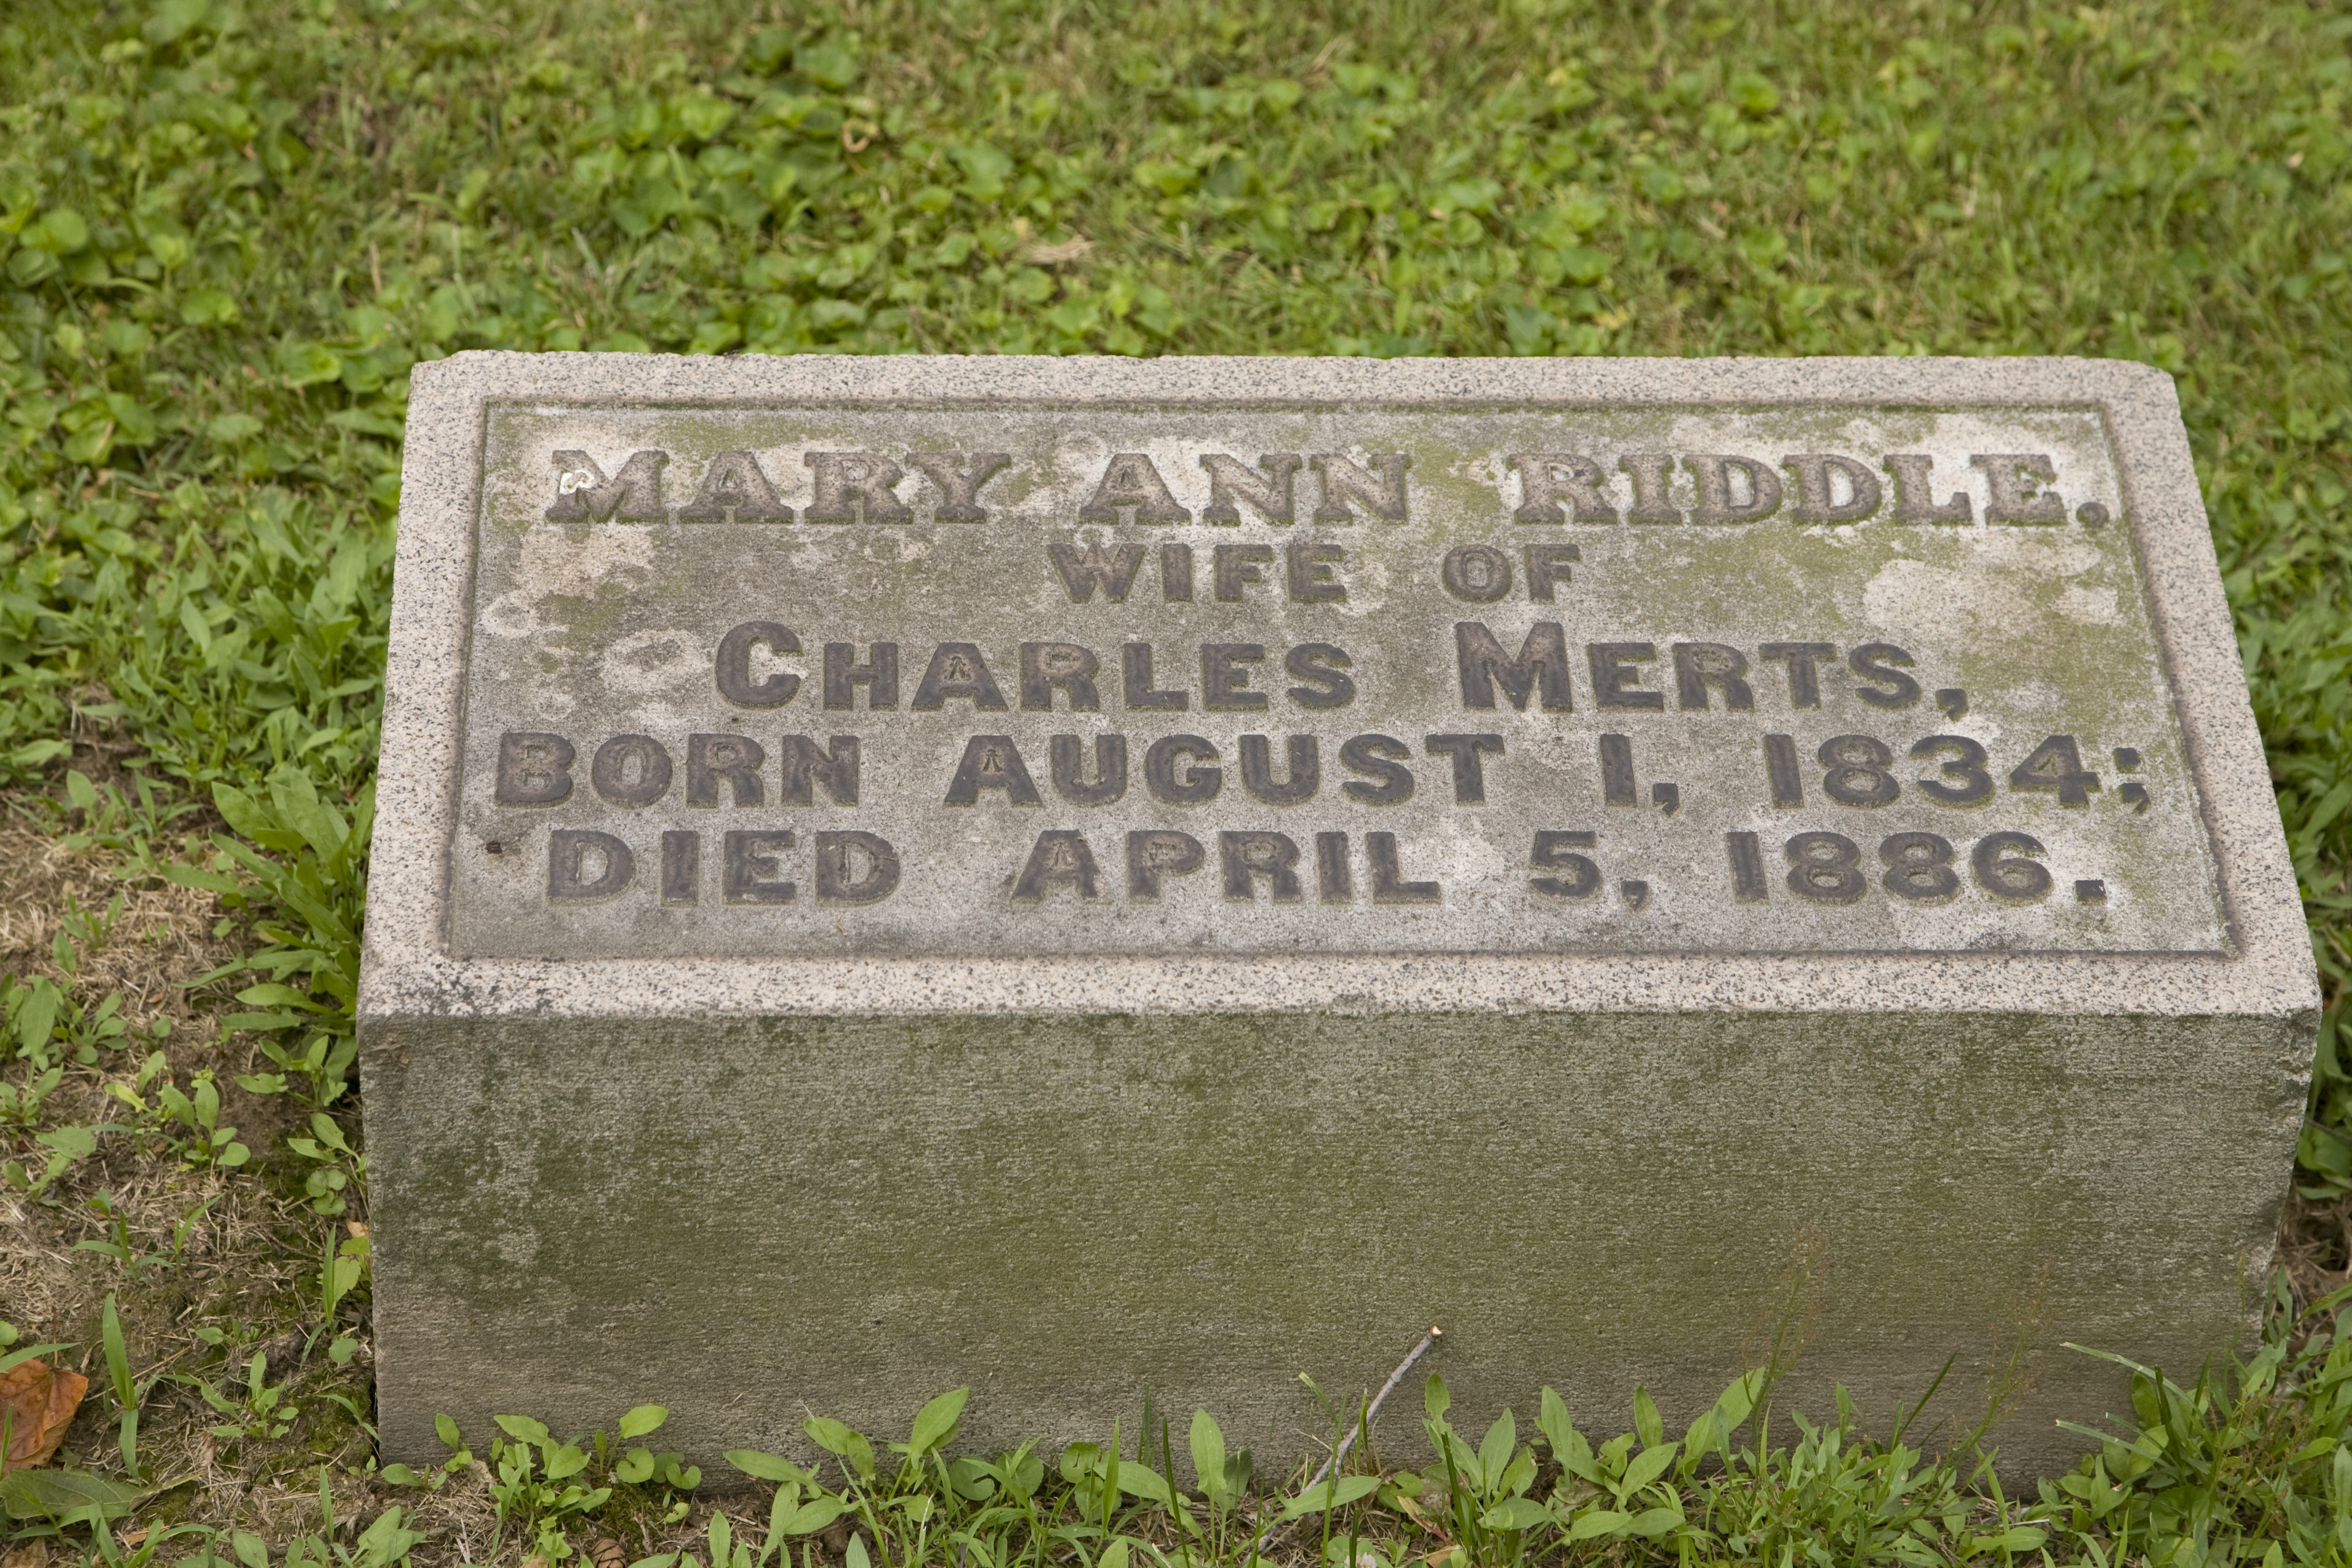 MARY ANN RIDDLE.
WIFE OF
CHARLES MERTS,
BORN AUGUST 1, 1834;
DIED APRIL 5, 1886.